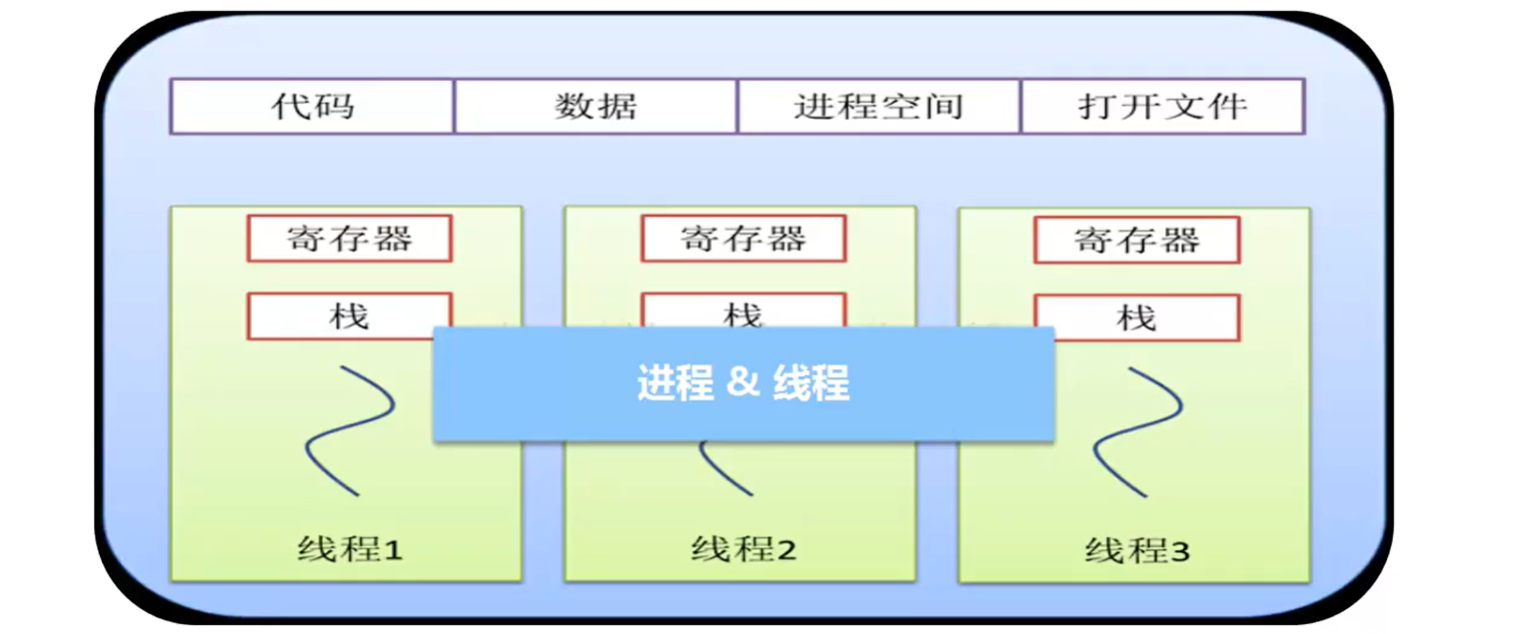 代码 数据 进程空间 打开文件
寄存器 寄存器 寄存器
栈 栈 栈
进程 & 线程
线程1 线程2 线程3